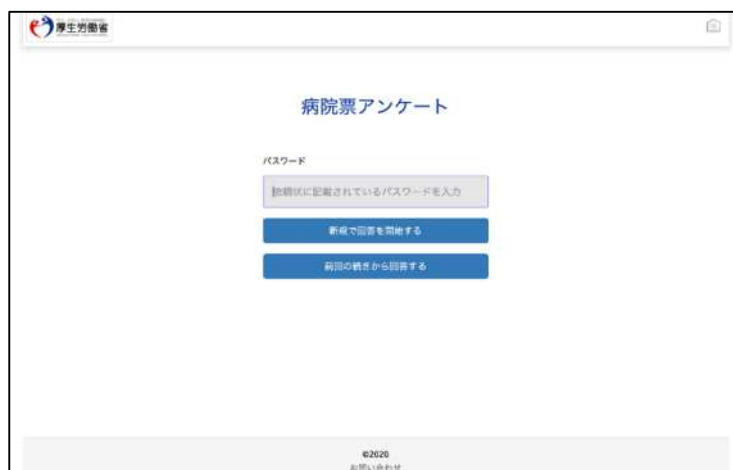 厚生労働省
病院票アンケート
パスワード
依頼状に記載されているパスワードを入力
新規で回答を開始する
前回の続きから回答する
©2020
お問い合わせ